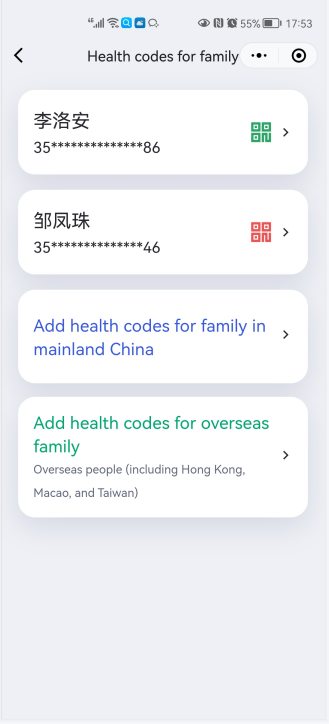 55% 17:53
Health codes for family
李洛安
35**************86
邹凤珠
35**************46
Add health codes for family in
mainland China
Add health codes for overseas
family
Overseas people (including Hong Kong,
Macao, and Taiwan)